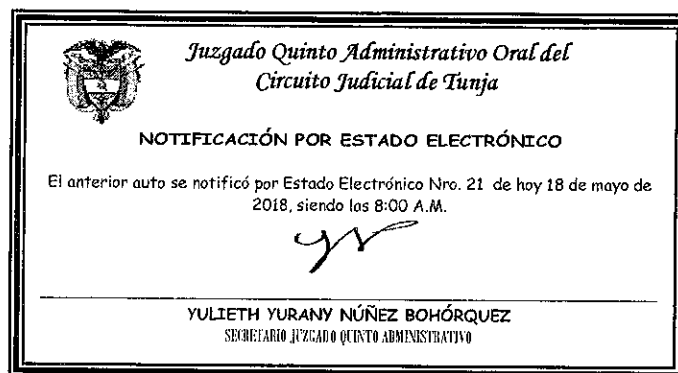 Juzgado Quinto Administrativo Oral del
Circuito Judicial de Tunja
NOTIFICACIÓN POR ESTADO ELECTRÓNICO
El anterior auto se notificó por Estado Electrónico Nro. 21 de hoy 18 de mayo de
2018, siendo las 8:00 A.M.
YULIETH YURANY NÚÑEZ BOHÓRQUEZ
SECRETARIO JUZGADO QUINTO ADMINISTRATIVO